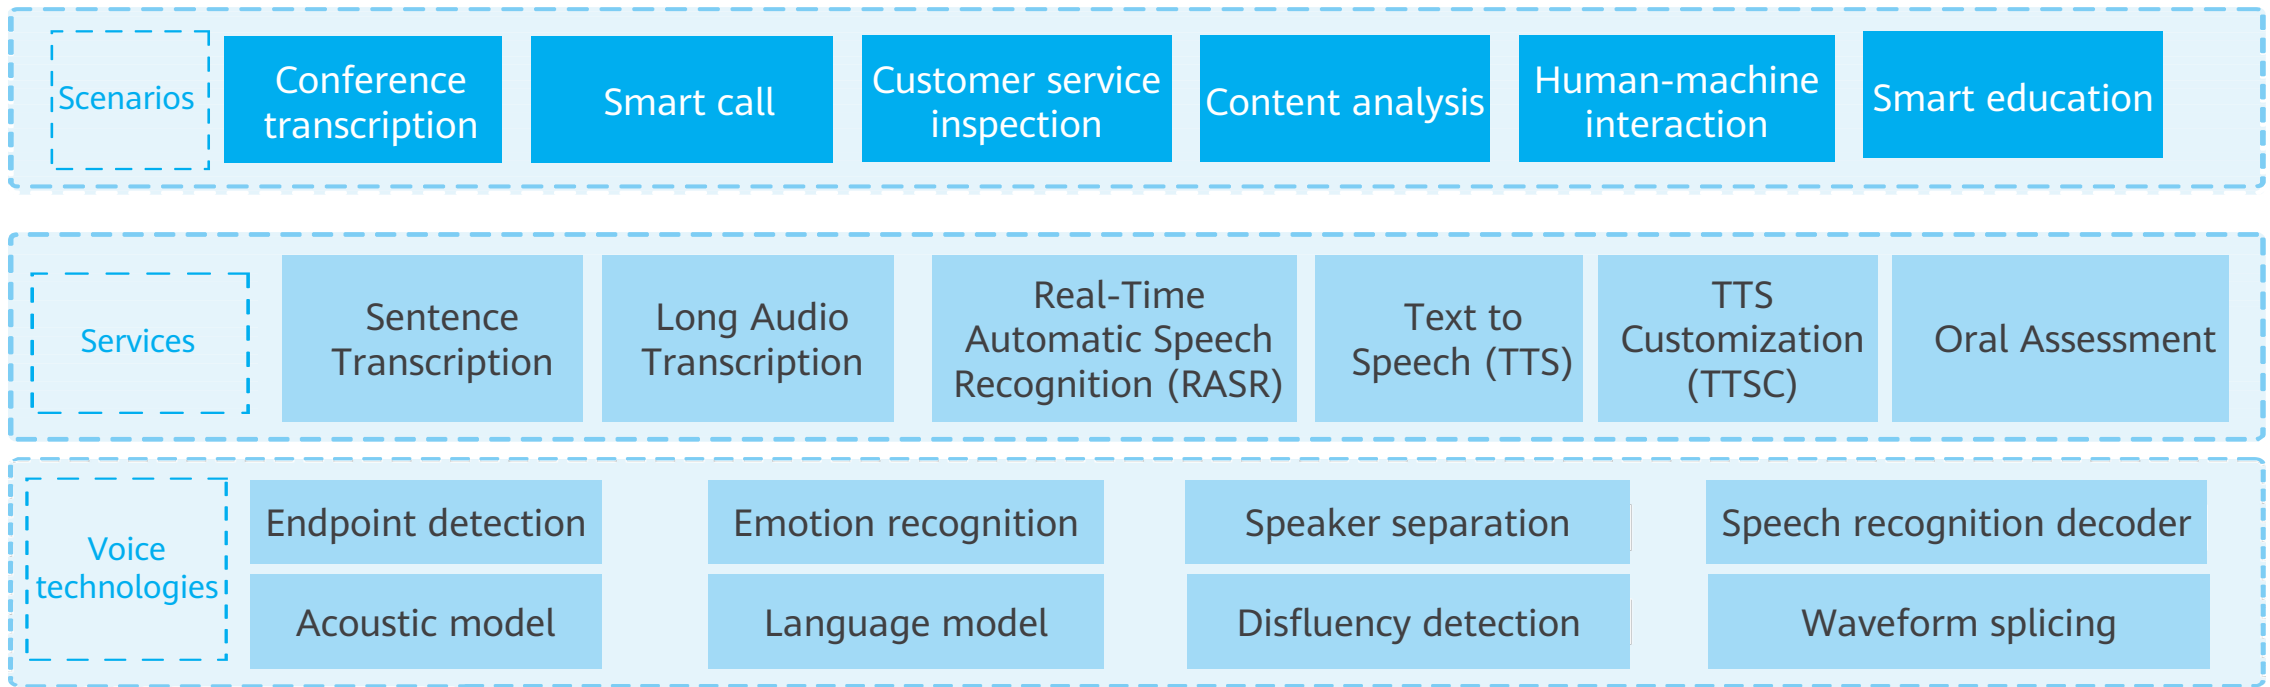 Scenarios
Conference
transcription
Smart call
Customer service
inspection
Content analysis
Human-machine
interaction
Smart education
Services
Sentence
Transcription
Long Audio
Transcription
Real-Time
Automatic Speech
Recognition (RASR)
Text to
Speech (TTS)
TTS
Customization
(TTSC)
Oral Assessment
Voice
technologies
Endpoint detection
Emotion recognition
Speaker separation
Speech recognition decoder
Acoustic model
Language model
Disfluency detection
Waveform splicing